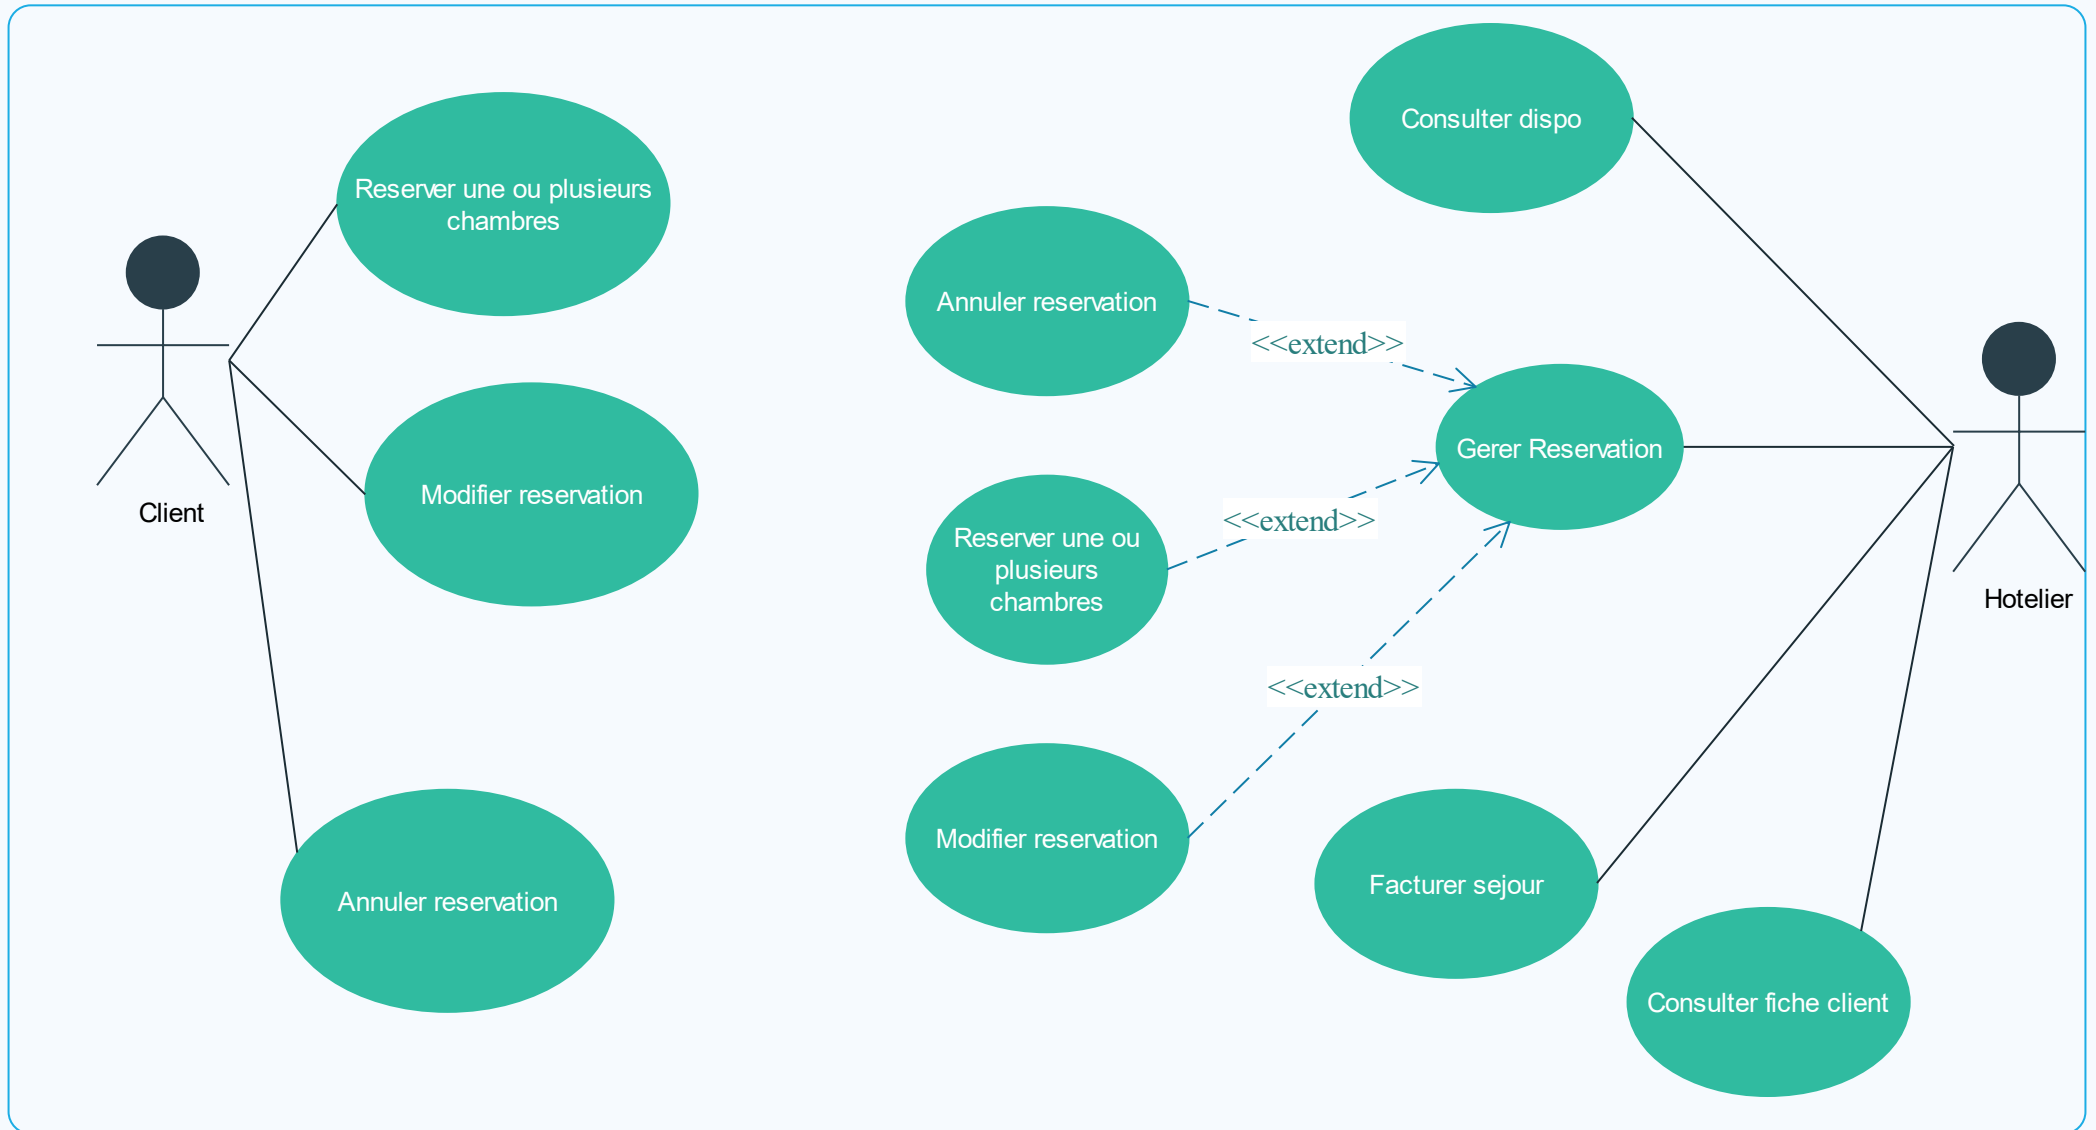 Consulter dispo
Reserver une ou plusieurs
chambres
Annuler reservation
<<extend>>
Gerer Reservation
Modifier reservation
Client
<<extend>>
Reserver une ou
plusieurs
chambres
Hotelier
<<extend>>
Modifier reservation
Facturer sejour
Annuler reservation
Consulter fiche client